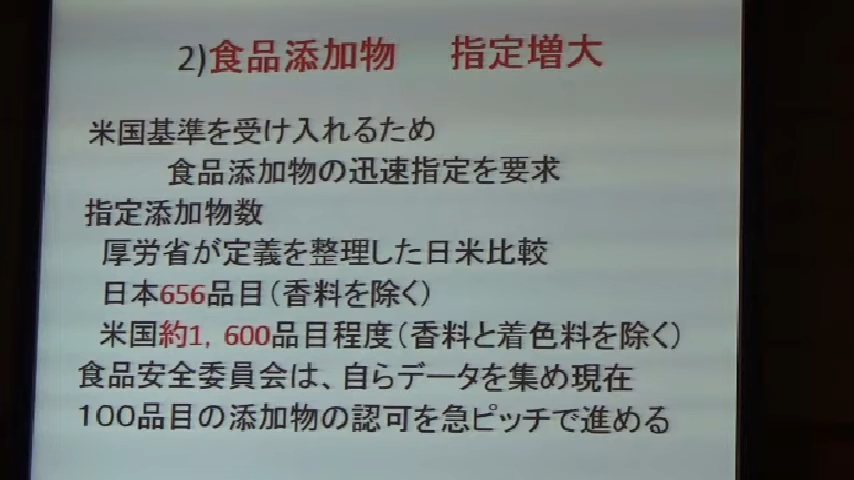 2)食品添加物　指定増大
米国基準を受け入れるため
食品添加物の迅速指定を要求
指定添加物数
厚労省が定義を整理した日米比較
日本656品目（香料を除く）
米国約1，600品目程度（香料と着色料を除く）
食品安全委員会は、自らデータを集め現在
１００品目の添加物の認可を急ピッチで進める